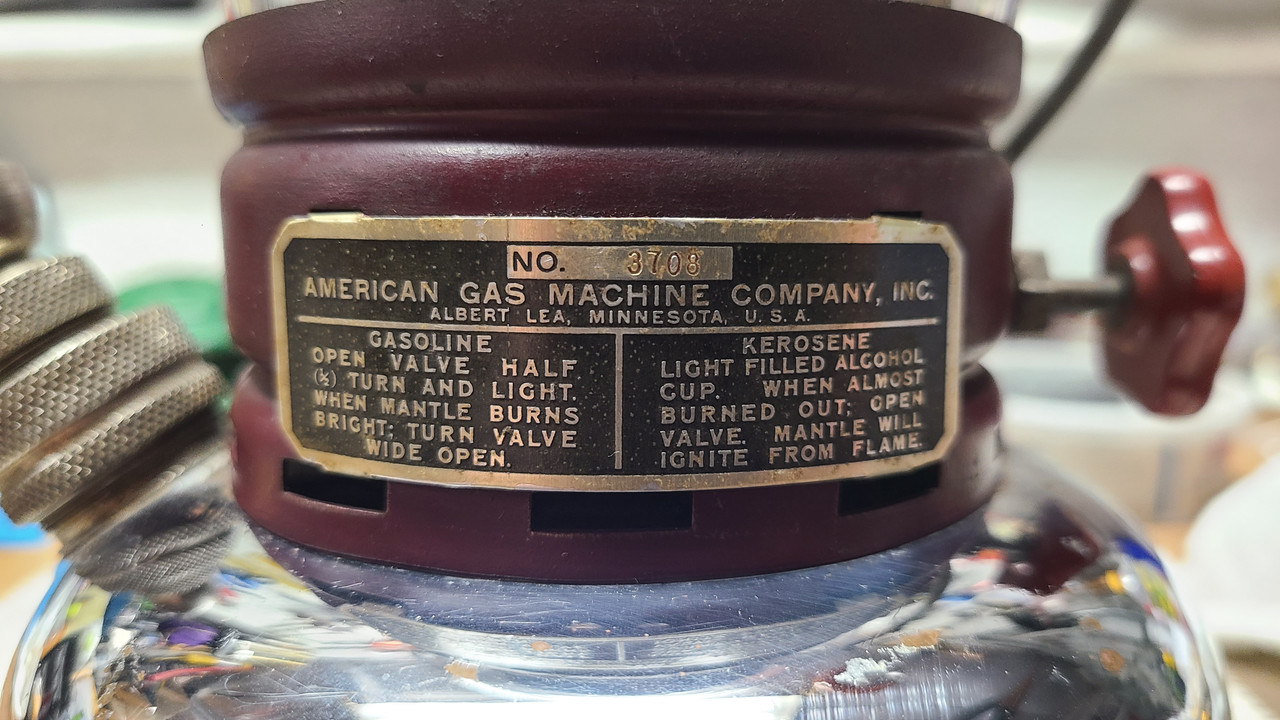 NO. 3708
AMERICAN GAS MACHINE COMPANY, INC.
ALBERT LEA, MINNESOTA, U.S.A.
GASOLINE
OPEN VALVE HALF
(½) TURN AND LIGHT.
WHEN MANTLE BURNS
BRIGHT; TURN VALVE
WIDE OPEN.
KEROSENE
LIGHT FILLED ALCOHOL
CUP. WHEN ALMOST
BURNED OUT; OPEN
VALVE. MANTLE WILL
IGNITE FROM FLAME.